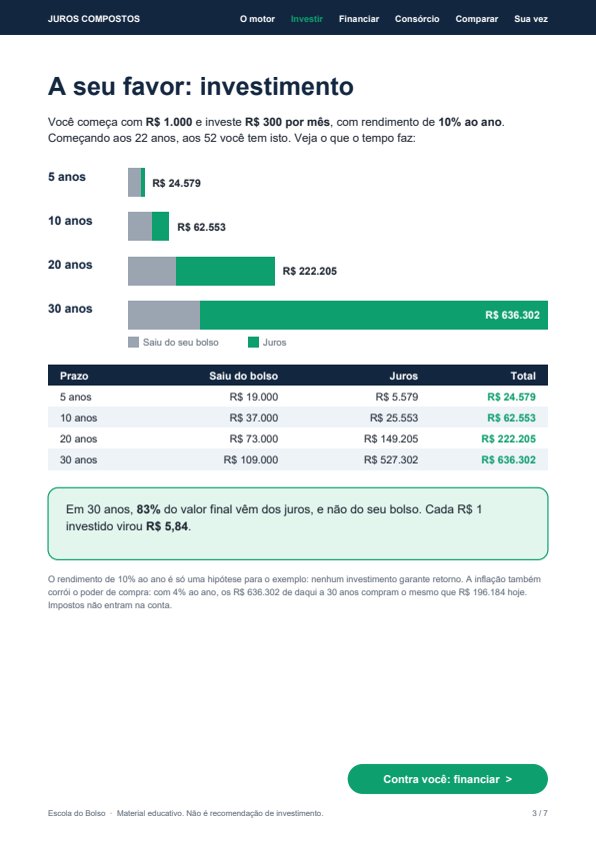 JUROS COMPOSTOS O motor Investir Financiar Consórcio Comparar Sua vez
A seu favor: investimento
Você começa com R$ 1.000 e investe R$ 300 por mês, com rendimento de 10% ao ano.
Começando aos 22 anos, aos 52 você tem isto. Veja o que o tempo faz:
5 anos R$ 24.579
10 anos R$ 62.553
20 anos R$ 222.205
30 anos R$ 636.302
Saiu do seu bolso Juros
Prazo Saiu do bolso Juros Total
5 anos R$ 19.000 R$ 5.579 R$ 24.579
10 anos R$ 37.000 R$ 25.553 R$ 62.553
20 anos R$ 73.000 R$ 149.205 R$ 222.205
30 anos R$ 109.000 R$ 527.302 R$ 636.302
Em 30 anos, 83% do valor final vêm dos juros, e não do seu bolso. Cada R$ 1
investido virou R$ 5,84.
O rendimento de 10% ao ano é só uma hipótese para o exemplo: nenhum investimento garante retorno. A inflação também
corrói o poder de compra: com 4% ao ano, os R$ 636.302 de daqui a 30 anos compram o mesmo que R$ 196.184 hoje.
Impostos não entram na conta.
Contra você: financiar >
Escola do Bolso · Material educativo. Não é recomendação de investimento. 3 / 7